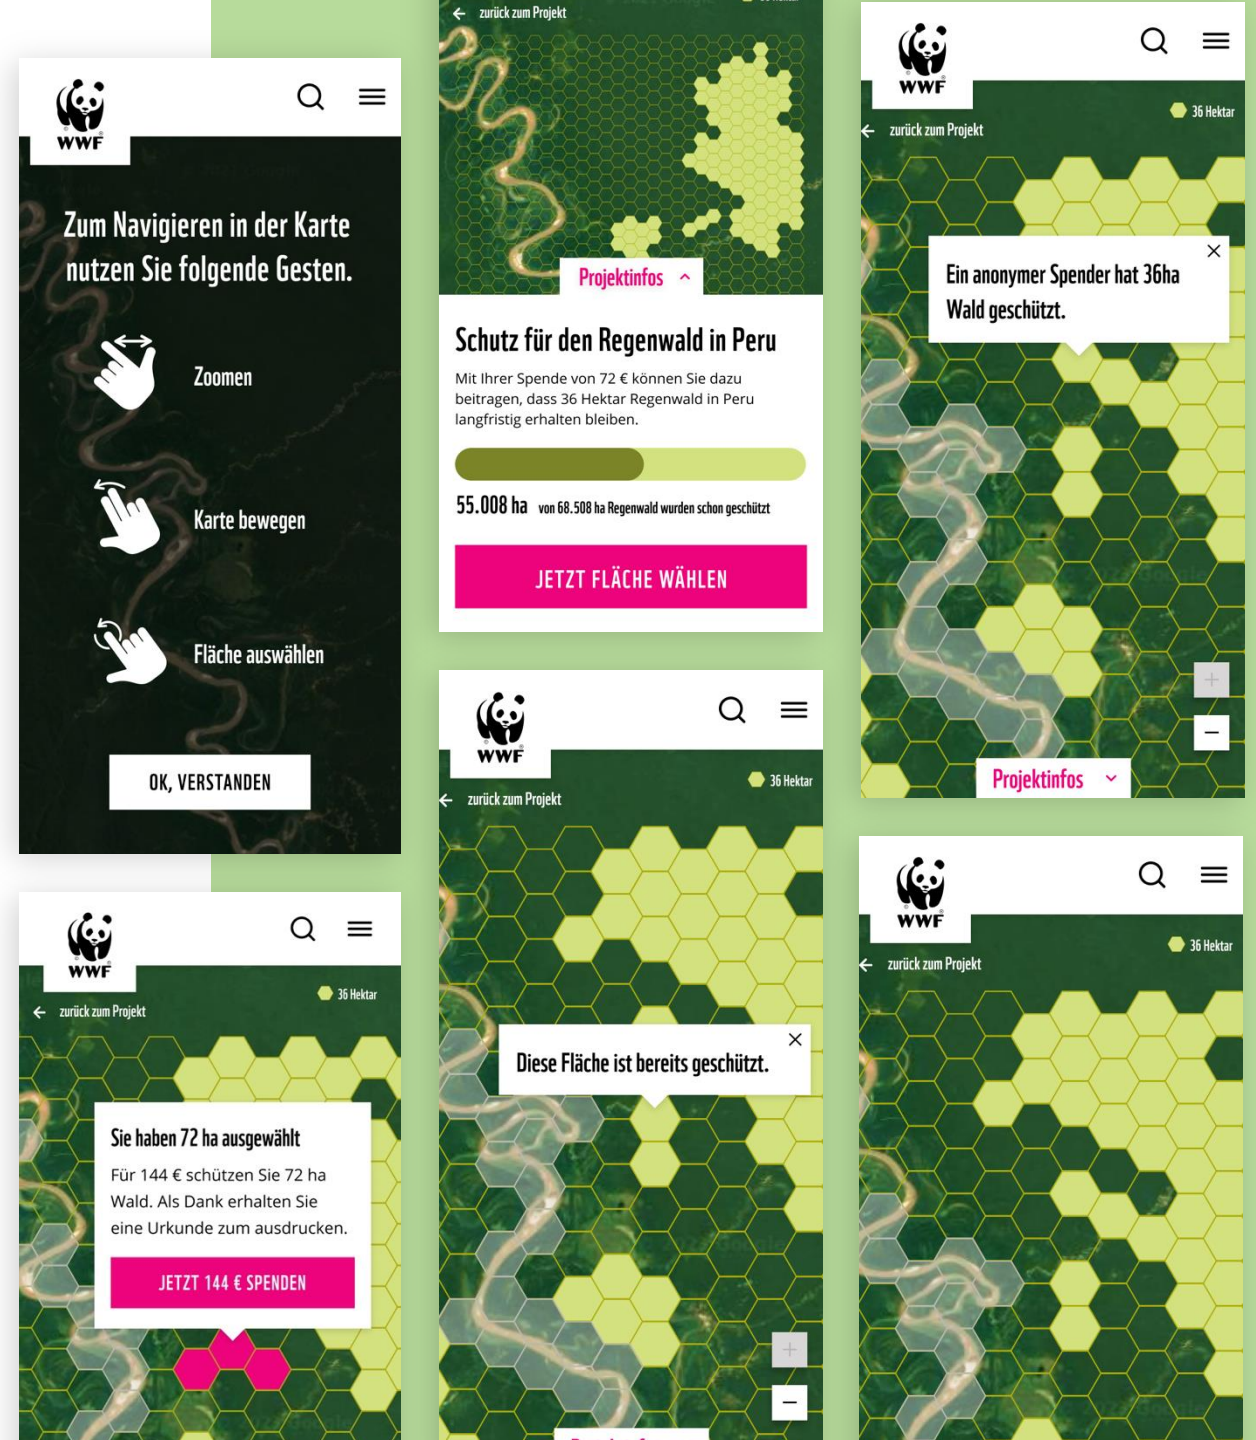 WWF
Zum Navigieren in der Karte
nutzen Sie folgende Gesten.
Zoomen
Karte bewegen
Fläche auswählen
OK, VERSTANDEN
WWF
36 Hektar
zurück zum Projekt
Sie haben 72 ha ausgewählt
Für 144 € schützen Sie 72 ha
Wald. Als Dank erhalten Sie
eine Urkunde zum ausdrucken.
JETZT 144 € SPENDEN
zurück zum Projekt
Projektinfos
Schutz für den Regenwald in Peru
Mit Ihrer Spende von 72 € können Sie dazu
beitragen, dass 36 Hektar Regenwald in Peru
langfristig erhalten bleiben.
55.008 ha von 68.508 ha Regenwald wurden schon geschützt
JETZT FLÄCHE WÄHLEN
WWF
36 Hektar
zurück zum Projekt
Diese Fläche ist bereits geschützt.
WWF
36 Hektar
zurück zum Projekt
Ein anonymer Spender hat 36ha
Wald geschützt.
Projektinfos
WWF
36 Hektar
zurück zum Projekt